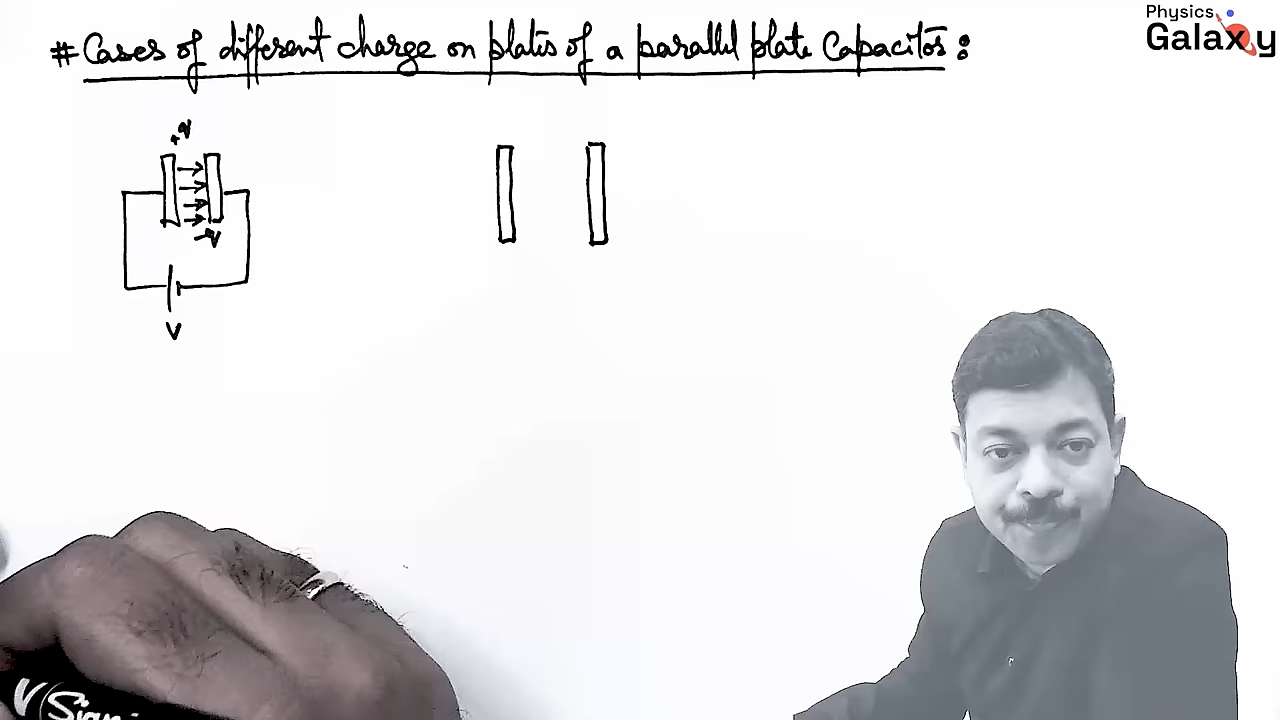 # Cases of different charge on plates of a parallel plate Capacitor :
Physics
Galaxy
+q
-q
V